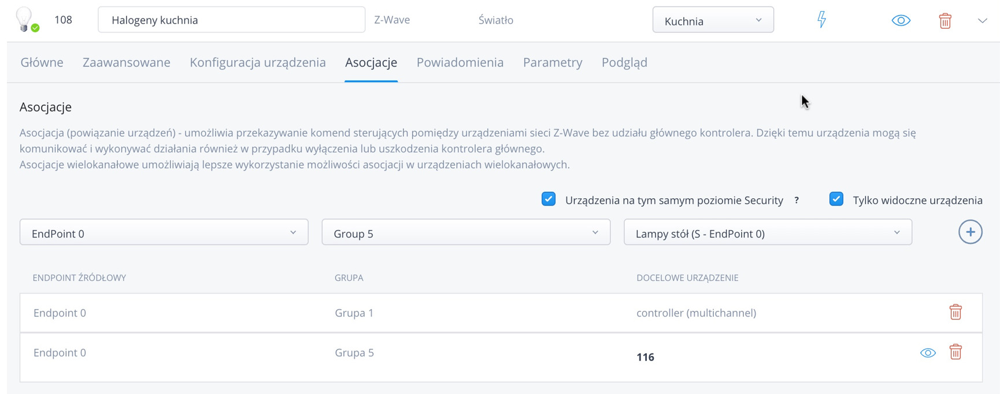 108 Halogeny kuchnia Z-Wave Światło Kuchnia
Główne Zaawansowane Konfiguracja urządzenia Asocjacje Powiadomienia Parametry Podgląd
Asocjacje
Asocjacja (powiązanie urządzeń) - umożliwia przekazywanie komend sterujących pomiędzy urządzeniami sieci Z-Wave bez udziału głównego kontrolera. Dzięki temu urządzenia mogą się
komunikować i wykonywać działania również w przypadku wyłączenia lub uszkodzenia kontrolera głównego.
Asocjacje wielokanałowe umożliwiają lepsze wykorzystanie możliwości asocjacji w urządzeniach wielokanałowych.
Urządzenia na tym samym poziomie Security ? Tylko widoczne urządzenia
EndPoint 0 Group 5 Lampy stół (S - EndPoint 0)
ENDPOINT ŹRÓDŁOWY GRUPA DOCELOWE URZĄDZENIE
Endpoint 0 Grupa 1 controller (multichannel)
Endpoint 0 Grupa 5 116